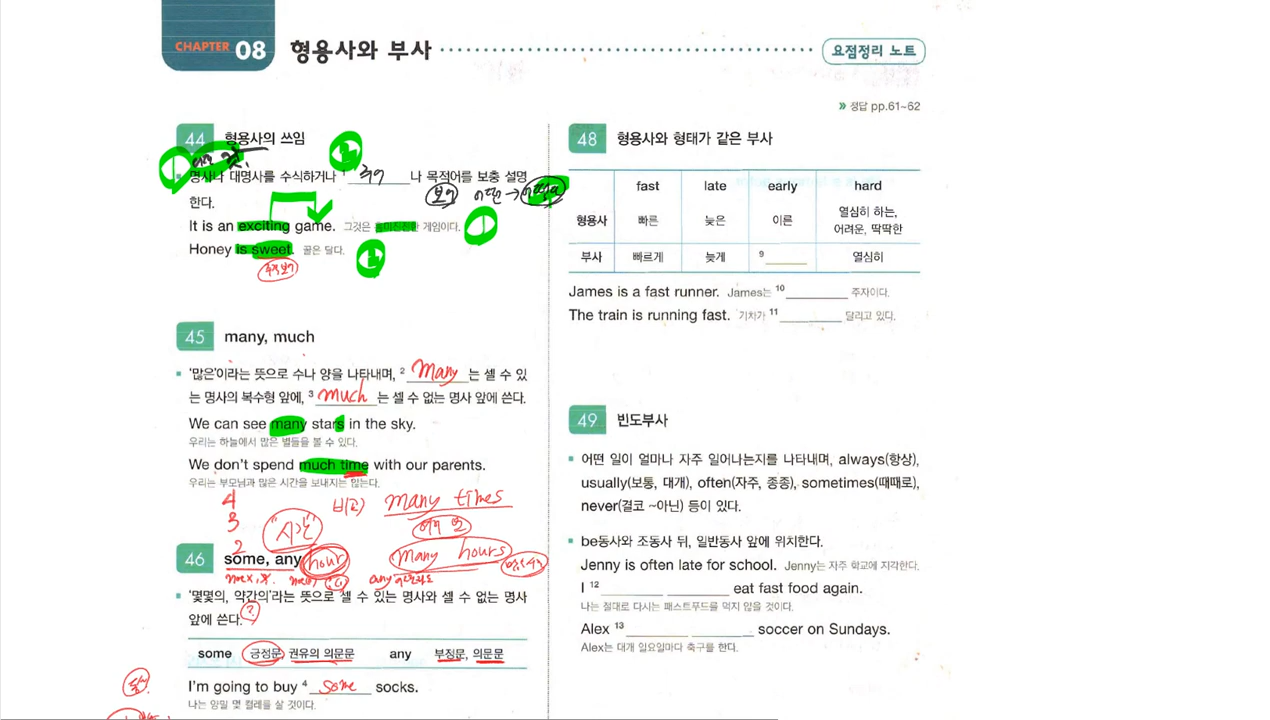 CHAPTER 08 형용사와 부사
요점정리 노트
정답 pp.61~62
44 형용사의 쓰임
명사나 대명사를 수식하거나 1 주어 나 목적어를 보충 설명
한다.
보어
It is an exciting game. 그것은 흥미진진한 게임이다.
Honey is sweet. 꿀은 달다.
45 many, much
'많은'이라는 뜻으로 수나 양을 나타내며, 2 many 는 셀 수 있
는 명사의 복수형 앞에, 3 much 는 셀 수 없는 명사 앞에 쓴다.
We can see many stars in the sky.
우리는 하늘에서 많은 별들을 볼 수 있다.
We don't spend much time with our parents.
우리는 부모님과 많은 시간을 보내지는 않는다.
4
3
2
"시간"
비교) many times
many hours
46 some, any
hour
'몇몇의, 약간의'라는 뜻으로 셀 수 있는 명사와 셀 수 없는 명사
앞에 쓴다. ?
some 긍정문, 권유의 의문문 any 부정문, 의문문
I'm going to buy 4 some socks.
나는 양말 몇 켤레를 살 것이다.
48 형용사와 형태가 같은 부사
fast late early hard
형용사 빠른 늦은 이른 열심히 하는,
어려운, 딱딱한
부사 빠르게 늦게 9 열심히
James is a fast runner. James는 10 주자이다.
The train is running fast. 기차가 11 달리고 있다.
49 빈도부사
어떤 일이 얼마나 자주 일어나는지를 나타내며, always(항상),
usually(보통, 대개), often(자주, 종종), sometimes(때때로),
never(결코 ~아닌) 등이 있다.
be동사와 조동사 뒤, 일반동사 앞에 위치한다.
Jenny is often late for school. Jenny는 자주 학교에 지각한다.
I 12 eat fast food again.
나는 절대로 다시는 패스트푸드를 먹지 않을 것이다.
Alex 13 soccer on Sundays.
Alex는 대개 일요일마다 축구를 한다.